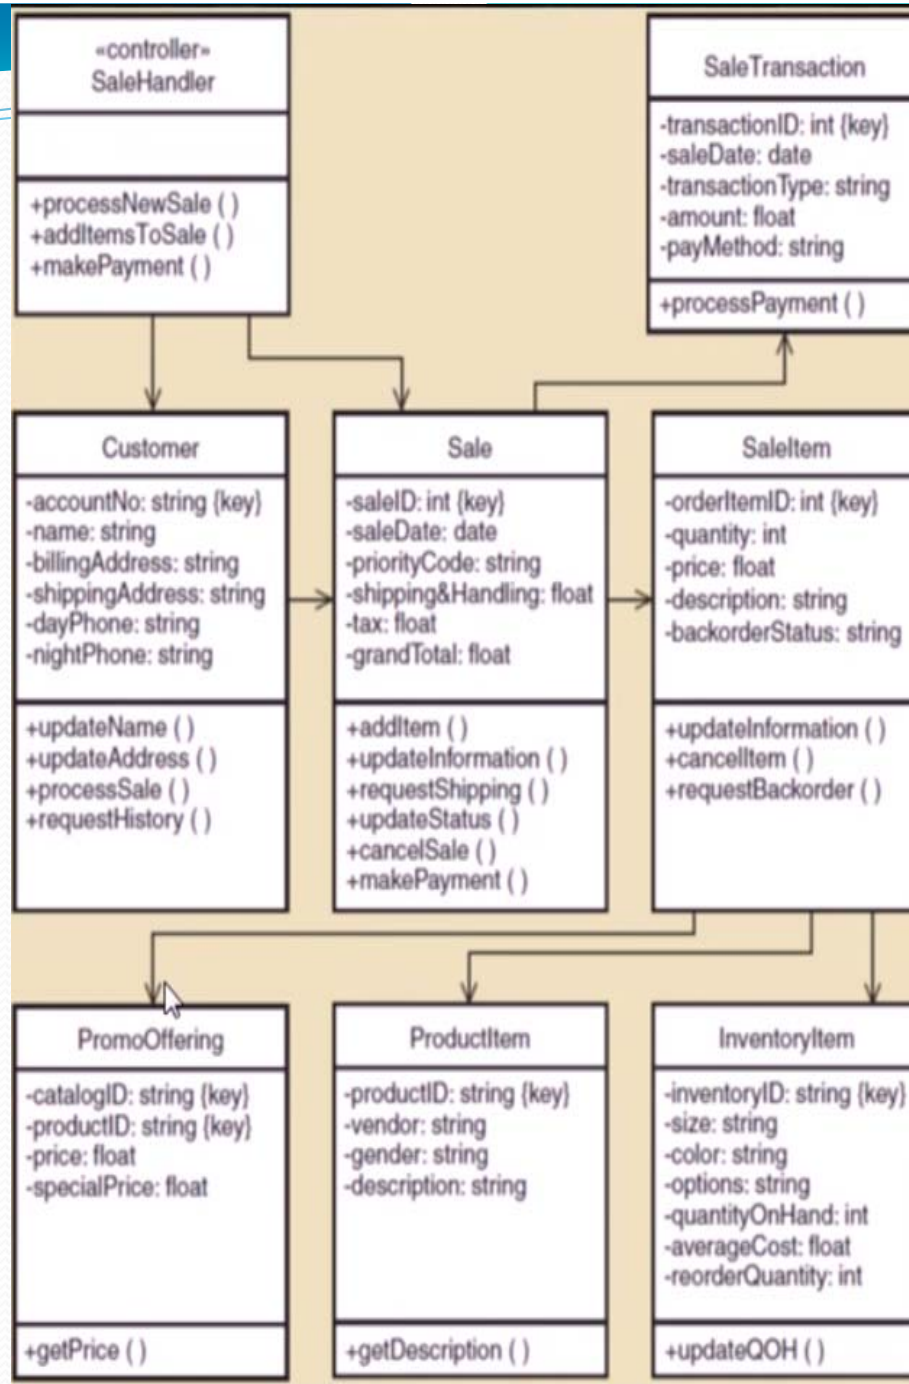 «controller»
SaleHandler
+processNewSale ( )
+addItemsToSale ( )
+makePayment ( )
SaleTransaction
-transactionID: int {key}
-saleDate: date
-transactionType: string
-amount: float
-payMethod: string
+processPayment ( )
Customer
-accountNo: string {key}
-name: string
-billingAddress: string
-shippingAddress: string
-dayPhone: string
-nightPhone: string
+updateName ( )
+updateAddress ( )
+processSale ( )
+requestHistory ( )
Sale
-saleID: int {key}
-saleDate: date
-priorityCode: string
-shipping&Handling: float
-tax: float
-grandTotal: float
+addItem ( )
+updateInformation ( )
+requestShipping ( )
+updateStatus ( )
+cancelSale ( )
+makePayment ( )
SaleItem
-orderItemID: int {key}
-quantity: int
-price: float
-description: string
-backorderStatus: string
+updateInformation ( )
+cancelItem ( )
+requestBackorder ( )
PromoOffering
-catalogID: string {key}
-productID: string {key}
-price: float
-specialPrice: float
+getPrice ( )
ProductItem
-productID: string {key}
-vendor: string
-gender: string
-description: string
+getDescription ( )
InventoryItem
-inventoryID: string {key}
-size: string
-color: string
-options: string
-quantityOnHand: int
-averageCost: float
-reorderQuantity: int
+updateQOH ( )